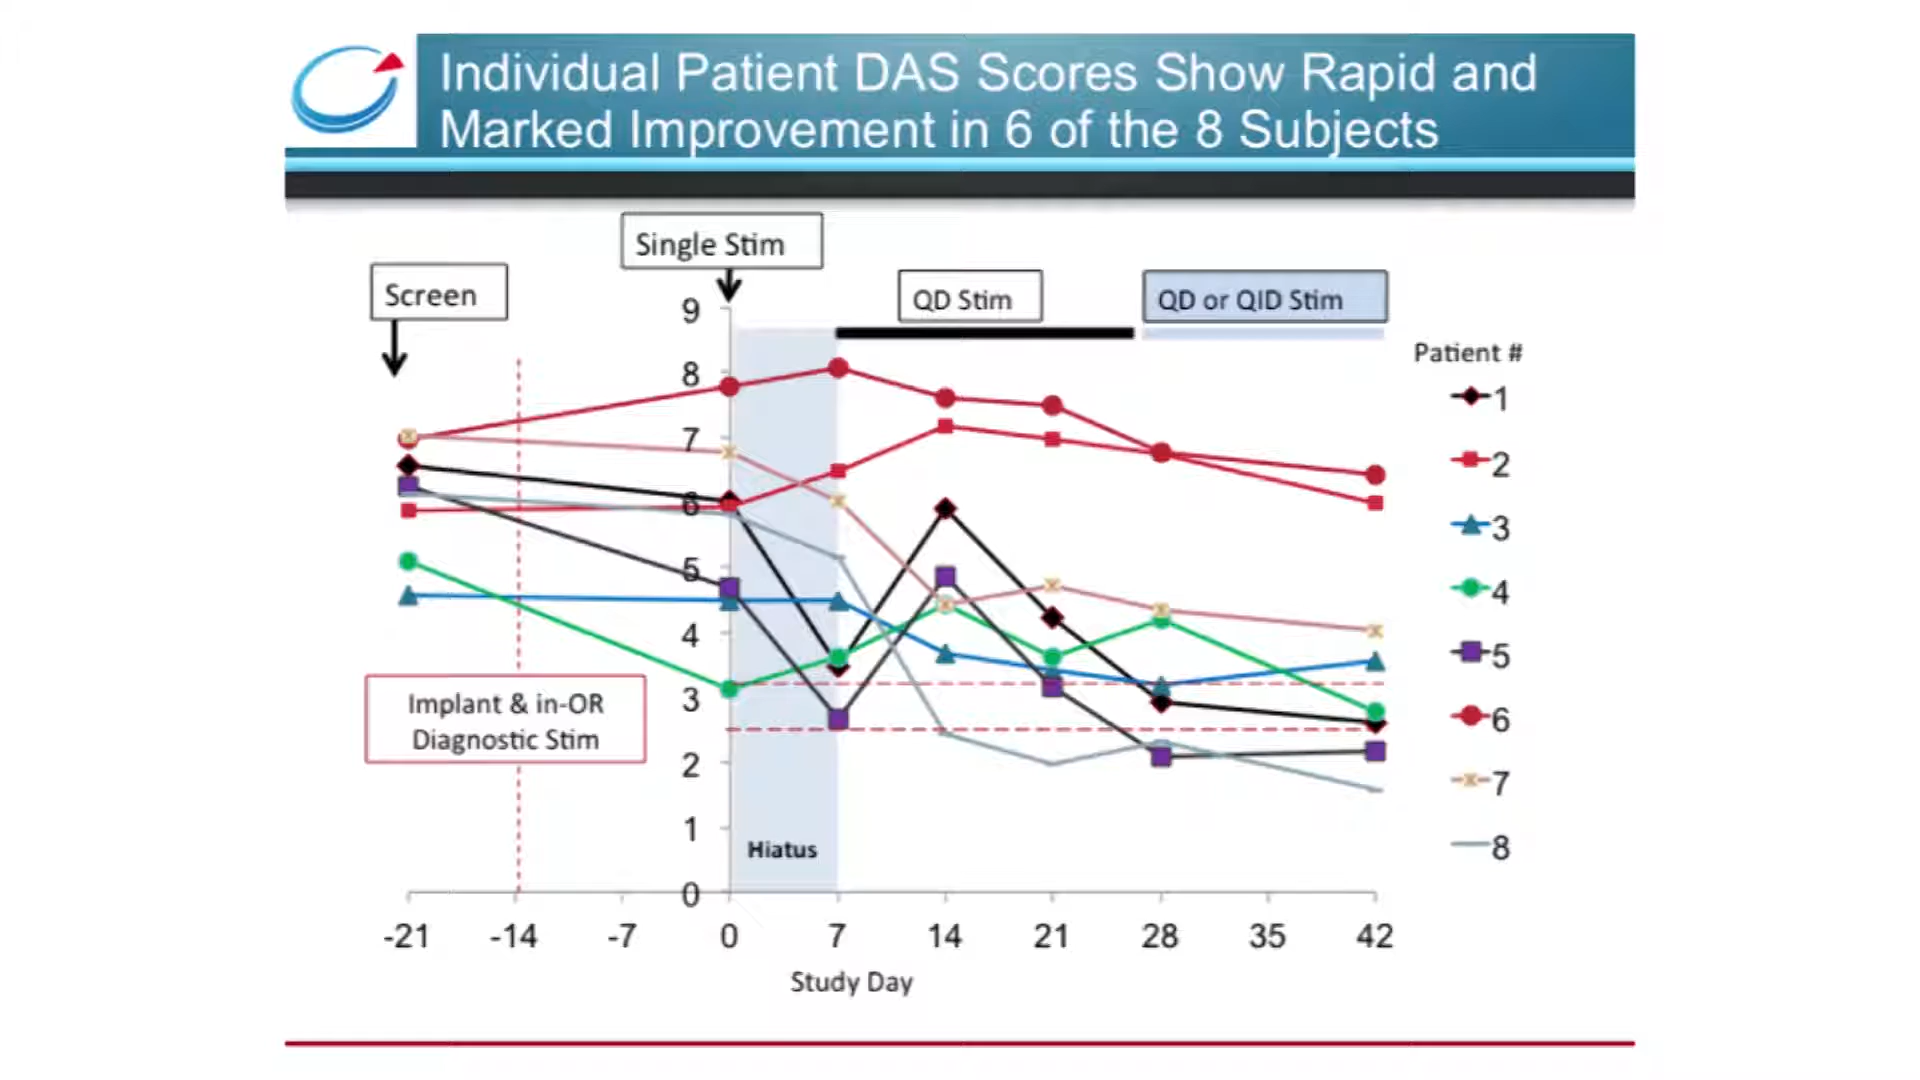 Individual Patient DAS Scores Show Rapid and
Marked Improvement in 6 of the 8 Subjects
Single Stim
Screen
QD Stim
QD or QID Stim
Patient #
1
2
3
4
5
6
7
8
9
8
7
6
5
4
3
2
1
0
Implant & in-OR
Diagnostic Stim
Hiatus
-21 -14 -7 0 7 14 21 28 35 42
Study Day